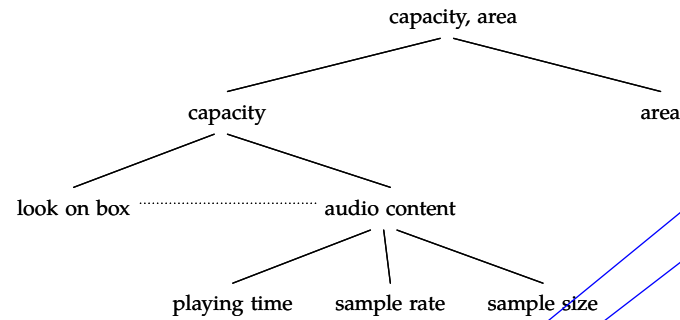 capacity, area
capacity
area
look on box
audio content
playing time
sample rate
sample size